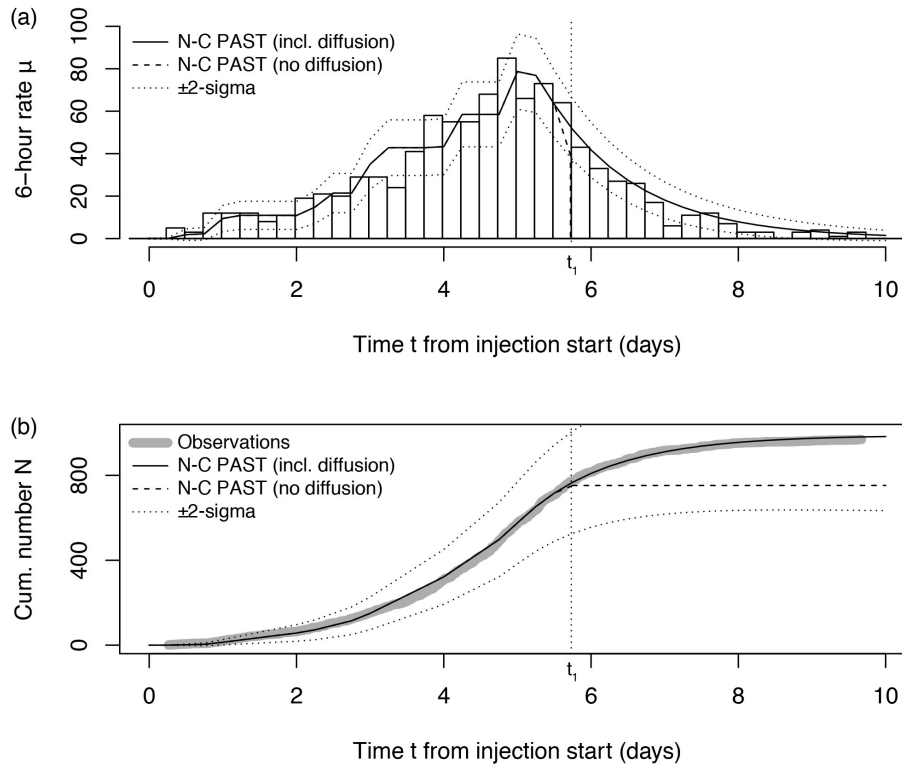 (a)
6−hour rate µ
0 20 40 60 80 100
N-C PAST (incl. diffusion)
N-C PAST (no diffusion)
±2-sigma
t1
0 2 4 6 8 10
Time t from injection start (days)
(b)
Cum. number N
0 400 800
Observations
N-C PAST (incl. diffusion)
N-C PAST (no diffusion)
±2-sigma
t1
0 2 4 6 8 10
Time t from injection start (days)